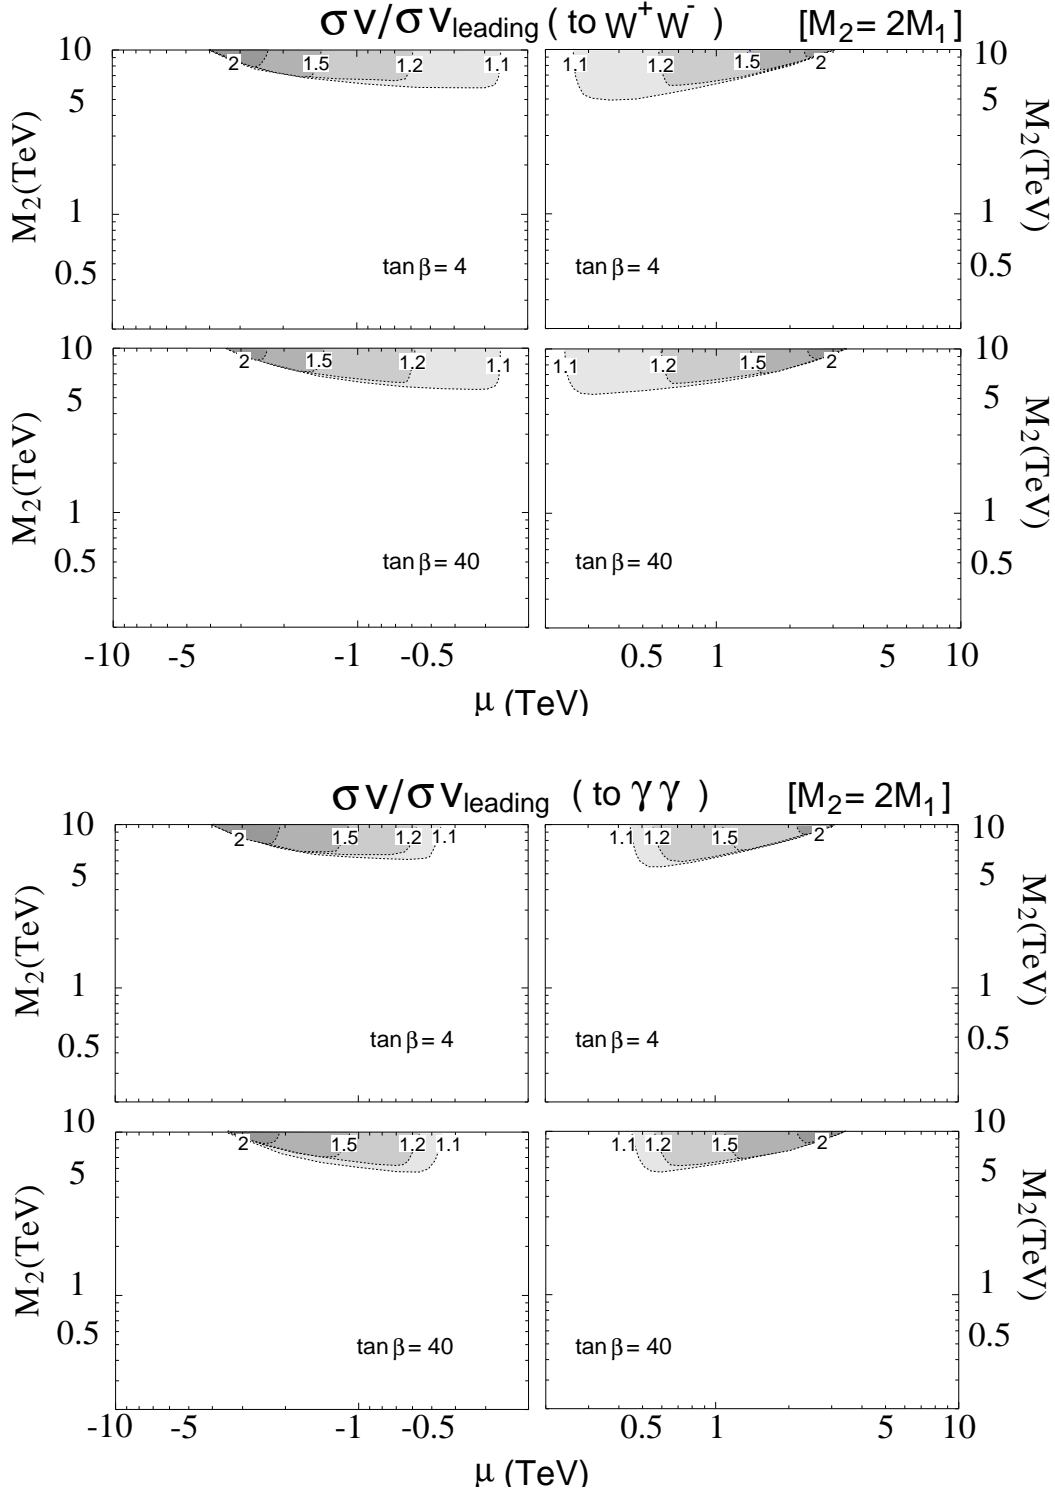 σv/σv_leading ( to W⁺ W⁻ ) [M₂ = 2M₁]
10 2 1.5 1.2 1.1 1.1 1.2 1.5 2 10
5 5
M₂(TeV) M₂(TeV)
1 1
0.5 tan β = 4 tan β = 4 0.5
10 2 1.5 1.2 1.1 1.1 1.2 1.5 2 10
5 5
M₂(TeV) M₂(TeV)
1 1
0.5 tan β = 40 tan β = 40 0.5
-10 -5 -1 -0.5 0.5 1 5 10
μ (TeV)
σv/σv_leading ( to γ γ ) [M₂ = 2M₁]
10 2 1.5 1.2 1.1 1.1 1.2 1.5 2 10
5 5
M₂(TeV) M₂(TeV)
1 1
0.5 tan β = 4 tan β = 4 0.5
10 2 1.5 1.2 1.1 1.1 1.2 1.5 2 10
5 5
M₂(TeV) M₂(TeV)
1 1
0.5 tan β = 40 tan β = 40 0.5
-10 -5 -1 -0.5 0.5 1 5 10
μ (TeV)